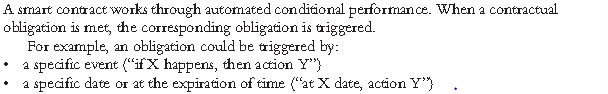 A smart contract works through automated conditional performance. When a contractual
obligation is met, the corresponding obligation is triggered.
For example, an obligation could be triggered by:
• a specific event (“if X happens, then action Y”)
• a specific date or at the expiration of time (“at X date, action Y”) .